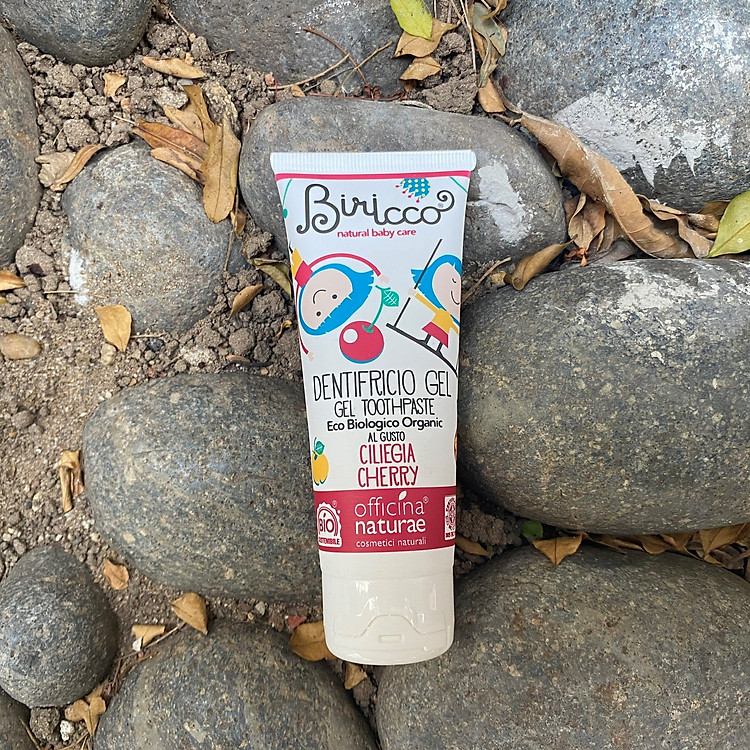 Biricco
natural baby care
DENTIFRICIO GEL
GEL TOOTHPASTE
Eco Biologico Organic
AL GUSTO
CILIEGIA
CHERRY
officina®
naturae
cosmetici naturali
BIO